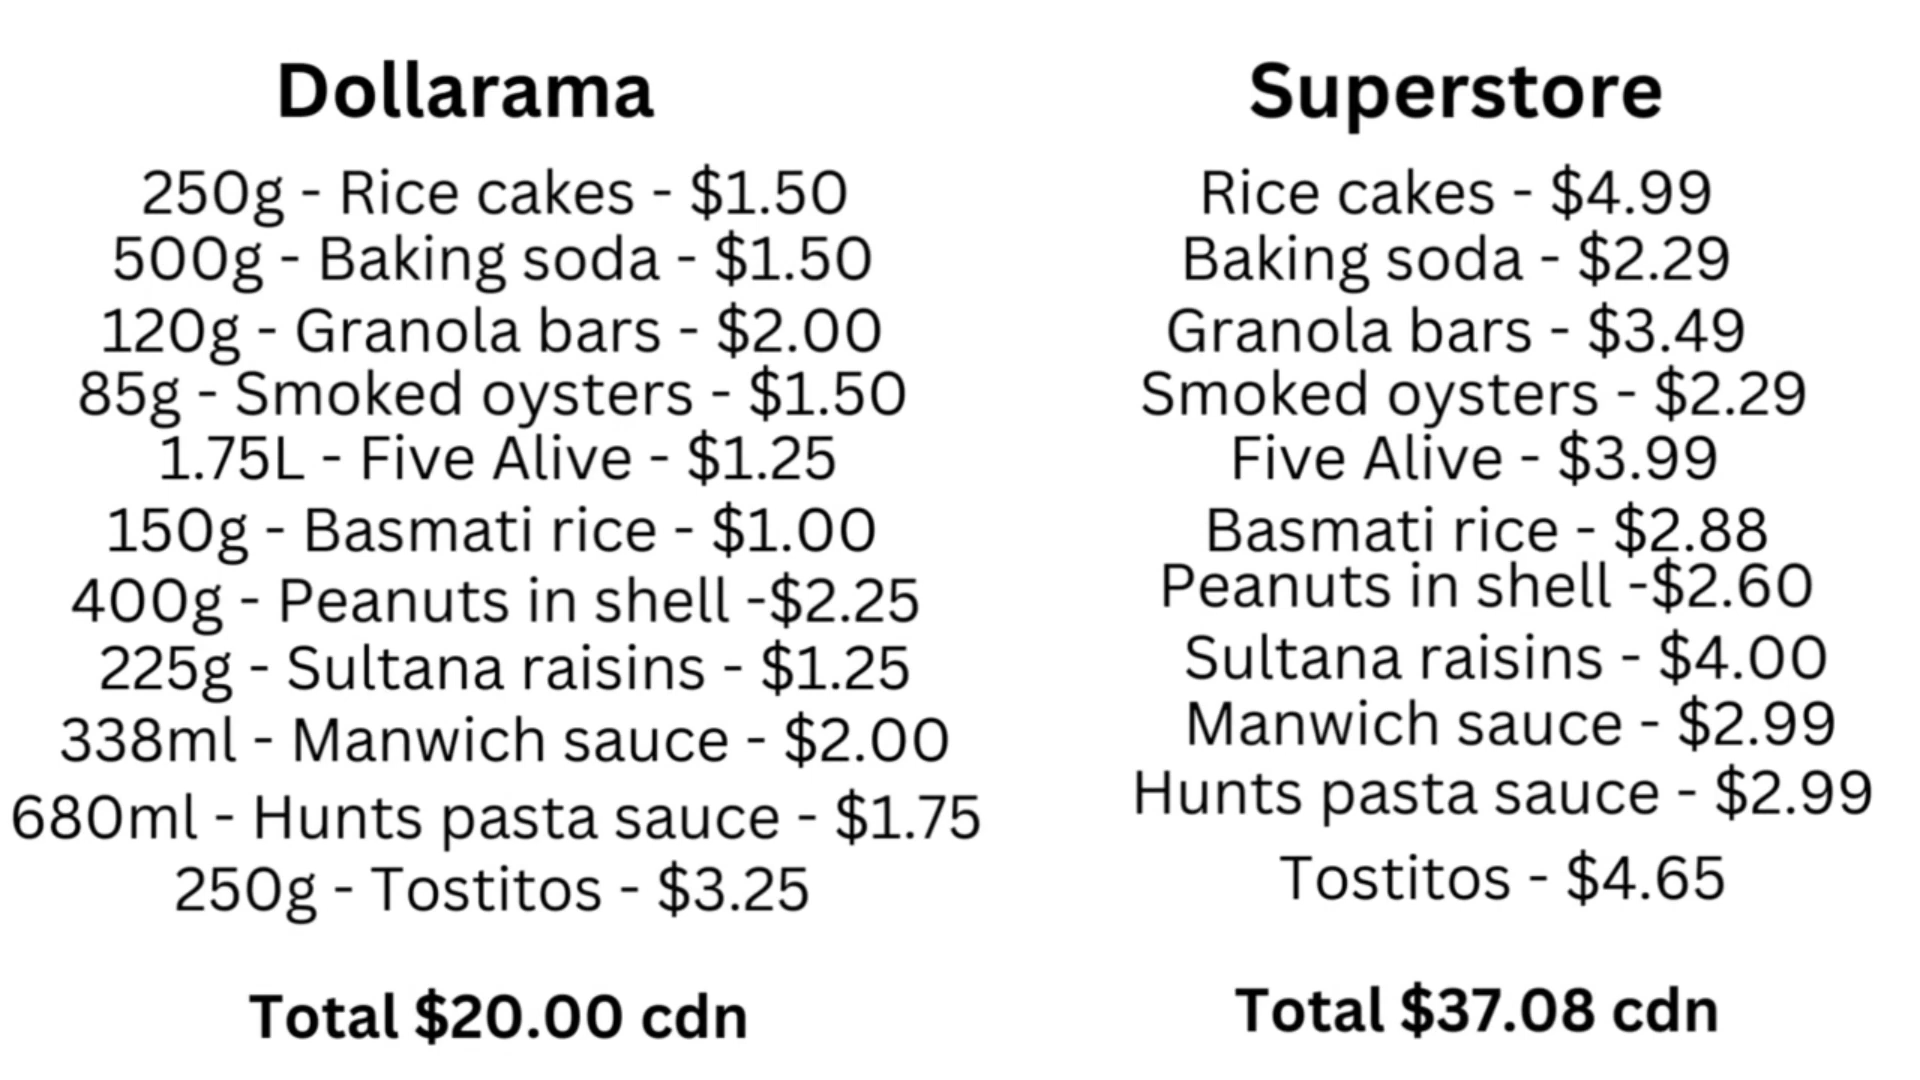 Dollarama
250g - Rice cakes - $1.50
500g - Baking soda - $1.50
120g - Granola bars - $2.00
85g - Smoked oysters - $1.50
1.75L - Five Alive - $1.25
150g - Basmati rice - $1.00
400g - Peanuts in shell -$2.25
225g - Sultana raisins - $1.25
338ml - Manwich sauce - $2.00
680ml - Hunts pasta sauce - $1.75
250g - Tostitos - $3.25
Total $20.00 cdn
Superstore
Rice cakes - $4.99
Baking soda - $2.29
Granola bars - $3.49
Smoked oysters - $2.29
Five Alive - $3.99
Basmati rice - $2.88
Peanuts in shell -$2.60
Sultana raisins - $4.00
Manwich sauce - $2.99
Hunts pasta sauce - $2.99
Tostitos - $4.65
Total $37.08 cdn